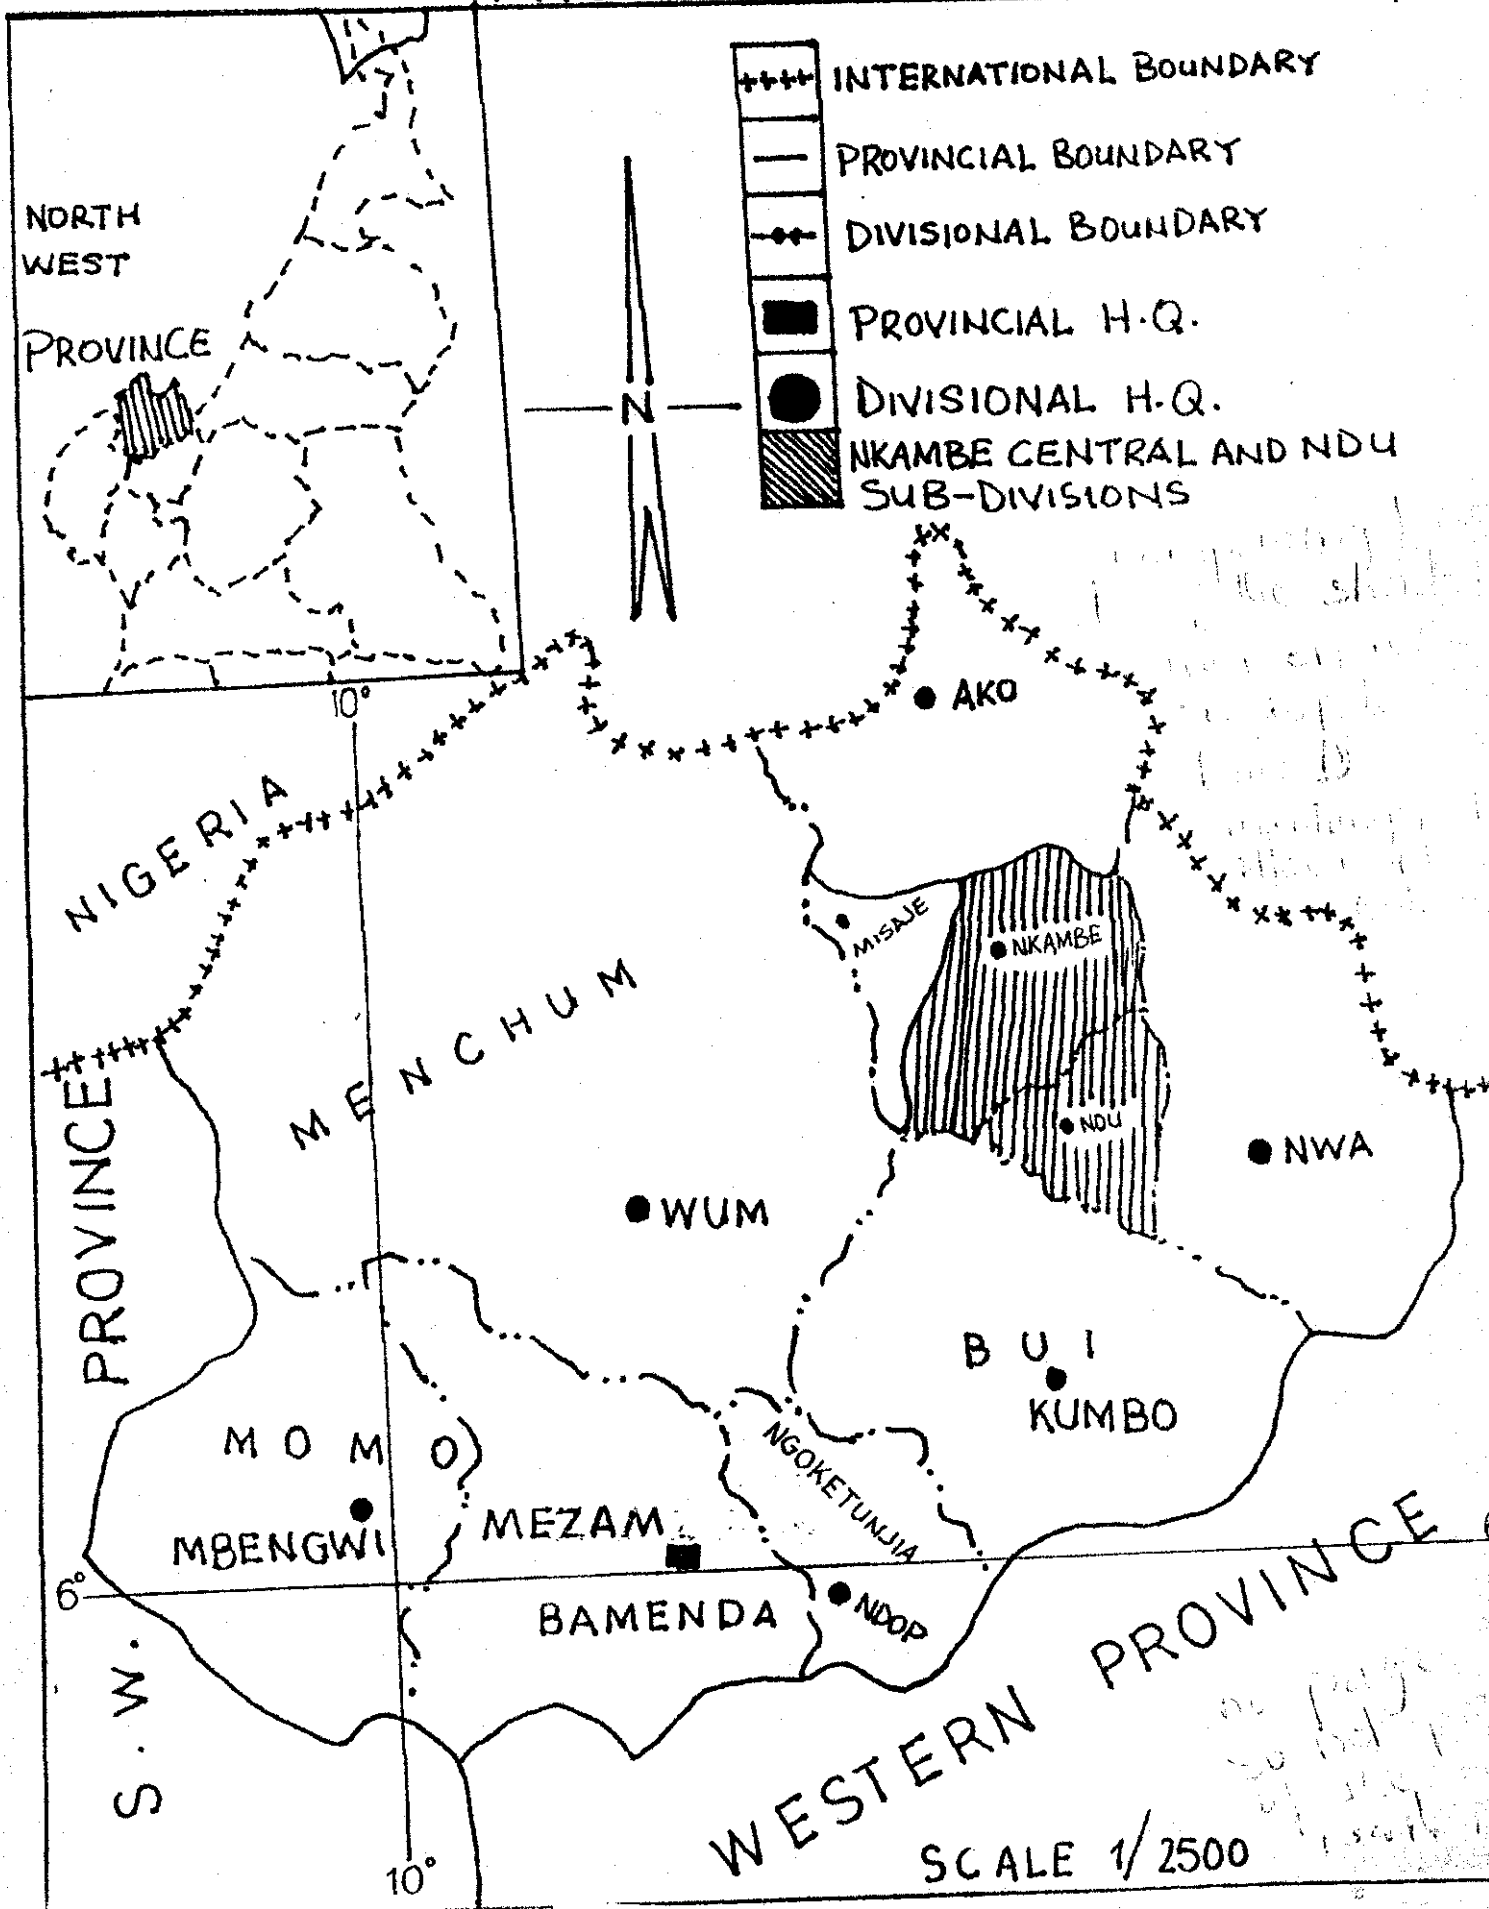 NORTH
WEST
PROVINCE
INTERNATIONAL BOUNDARY
PROVINCIAL BOUNDARY
DIVISIONAL BOUNDARY
PROVINCIAL H.Q.
DIVISIONAL H.Q.
NKAMBE CENTRAL AND NDU
SUB-DIVISIONS
N
10°
AKO
NIGERIA
MISAJE
NKAMBE
MENCHUM
NDU
NWA
WUM
S.W. PROVINCE
BUI
KUMBO
MOMO
NGOKETUNJIA
MBENGWI
MEZAM
6°
BAMENDA
NDOP
WESTERN PROVINCE
SCALE 1/2500
10°